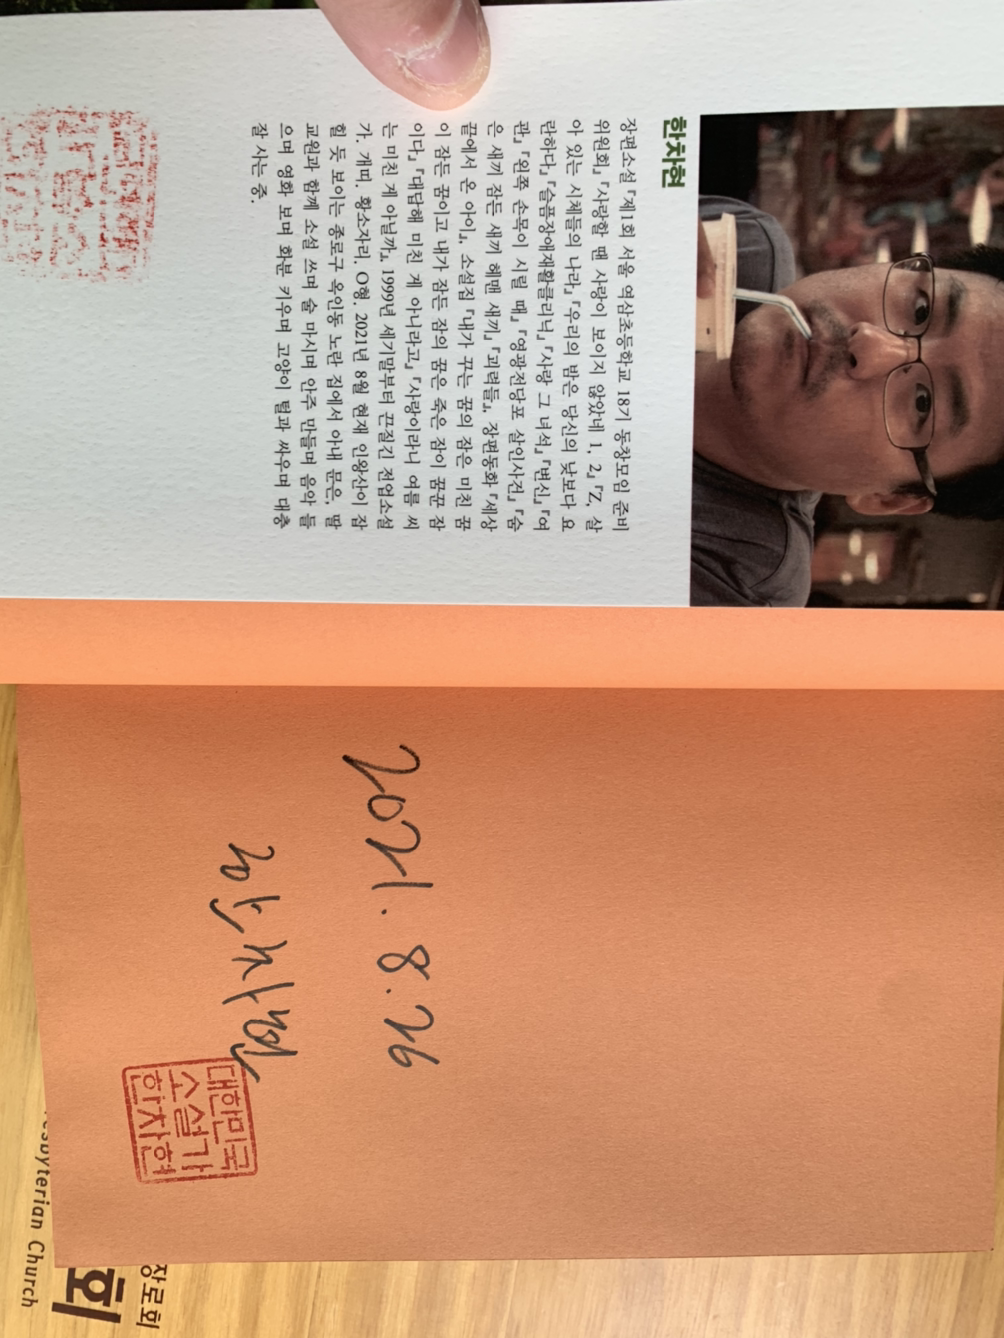 한차현
장편소설 『제1회 서울 역삼초등학교 18기 동창모임 준비
위원회』 『사랑할 땐 사랑이 보이지 않았네 1, 2』 『Z, 살
아 있는 시체들의 나라』 『우리의 밤은 당신의 낮보다 요
란하다』 『슬픔장애재활클리닉』 『사랑 그 녀석』 『변신』 『여
관』 『왼쪽 손목이 시릴 때』 『영광전당포 살인사건』 『숨
은 새끼 잠든 새끼 헤맨 새끼』 『괴력들』, 장편동화 『세상
끝에서 온 아이』, 소설집 『내가 꾸는 꿈의 잠은 미친 꿈
이 잠든 꿈이고 내가 잠든 잠의 꿈은 죽은 잠이 꿈꾼 잠
이다』 『대답해 미친 게 아니라고』 『사랑이라니 여름 씨
는 미친 게 아닐까』. 1999년 세기말부터 끈질긴 전업소설
가. 개띠. 황소자리. O형. 2021년 8월 현재 인왕산이 잡
힐 듯 보이는 종로구 옥인동 노란 집에서 아내 문은, 딸
교원과 함께 소설 쓰며 술 마시며 안주 만들며 음악 들
으며 영화 보며 화분 키우며 고양이 털과 싸우며 대충
잘 사는 중.
2021. 8. 26
한차현
대한민국
소설가
한차현
장로회
회
esbyterian Church